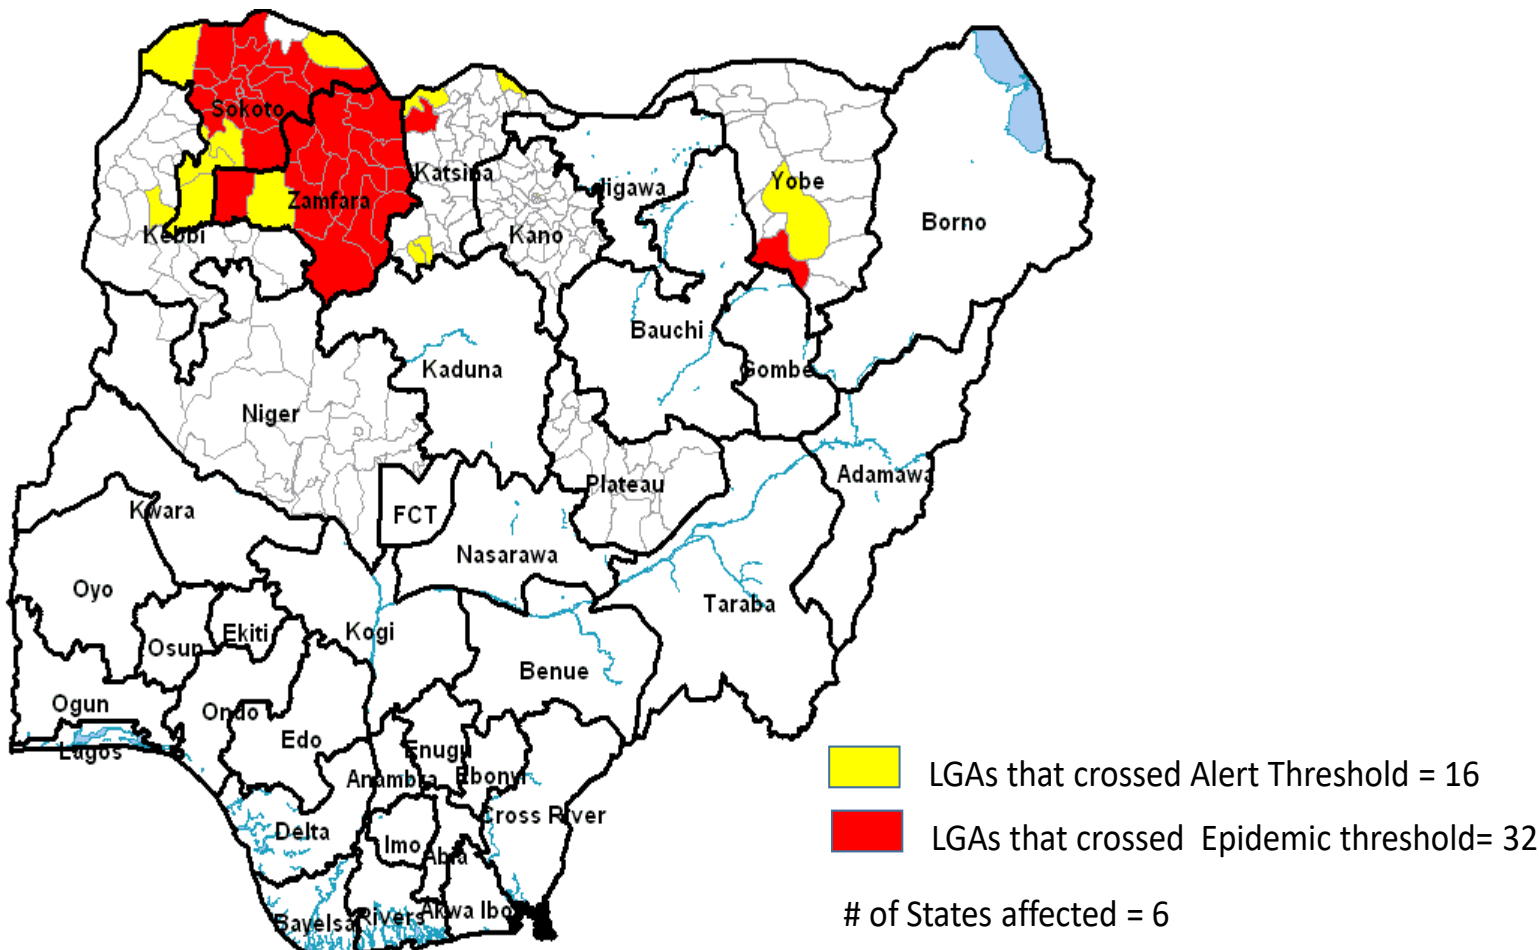 Sokoto
Katsina
Zamfara
Jigawa
Yobe
Kebbi
Kano
Borno
Bauchi
Kaduna
Gombe
Niger
Adamawa
Plateau
Kwara
FCT
Nasarawa
Oyo
Taraba
Ekiti
Kogi
Osun
Benue
Ogun
Ondo
Edo
Lagos
Enugu
Anambra
Ebonyi
Cross River
Delta
Imo
Abia
Bayelsa
Rivers
Akwa Ibo
LGAs that crossed Alert Threshold = 16
LGAs that crossed Epidemic threshold= 32
# of States affected = 6